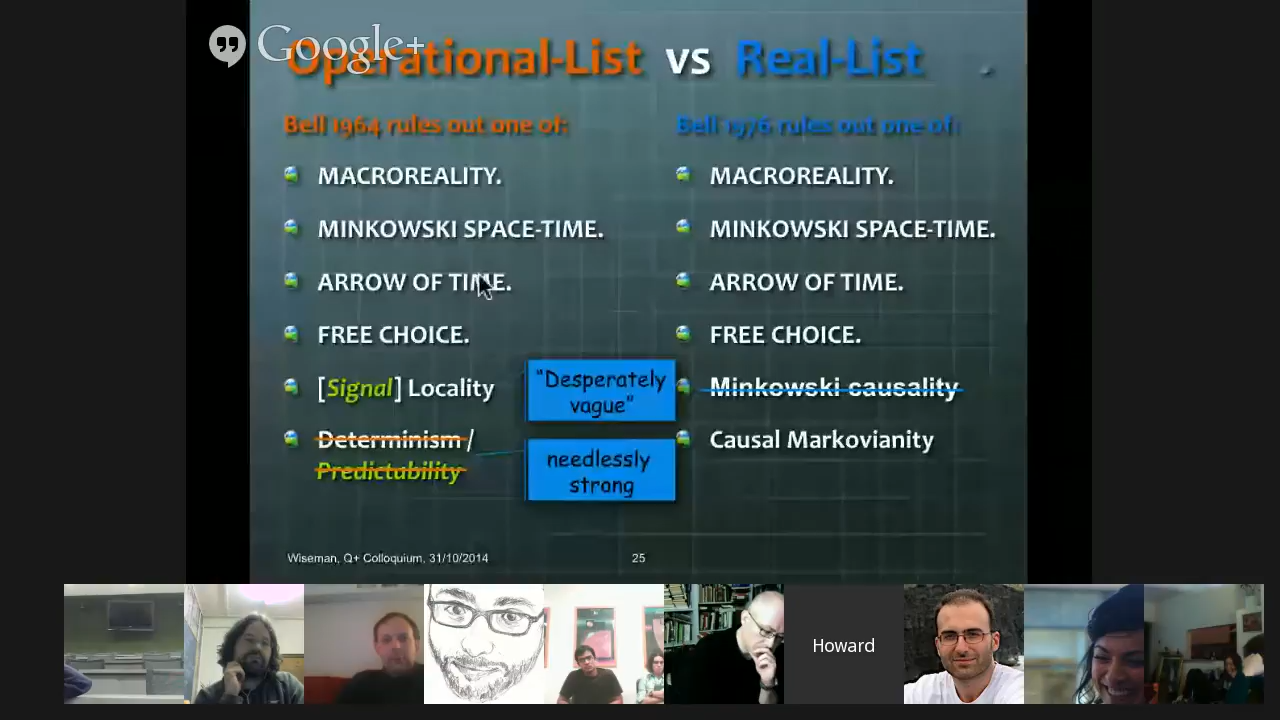 Google+
Operational-List vs Real-List
Bell 1964 rules out one of:
MACROREALITY.
MINKOWSKI SPACE-TIME.
ARROW OF TIME.
FREE CHOICE.
[Signal] Locality
Determinism /
Predictability
"Desperately
vague"
needlessly
strong
Bell 1976 rules out one of:
MACROREALITY.
MINKOWSKI SPACE-TIME.
ARROW OF TIME.
FREE CHOICE.
Minkowski causality
Causal Markovianity
Wiseman, Q+ Colloquium, 31/10/2014
25
Howard